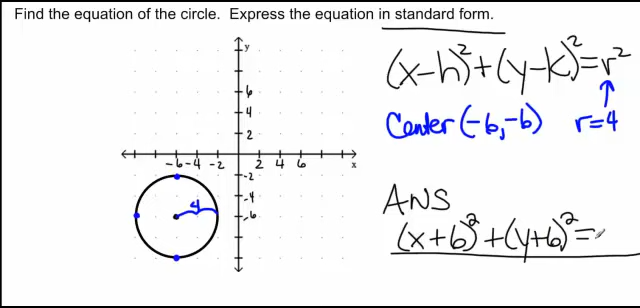 Find the equation of the circle. Express the equation in standard form.
(x-h)²+(y-k)²=r²
Center (-6,-6) r=4
y
6
4
2
-6 -4 -2 2 4 6 x
-2
-4
-6
4
ANS
(x+6)²+(y+6)²=